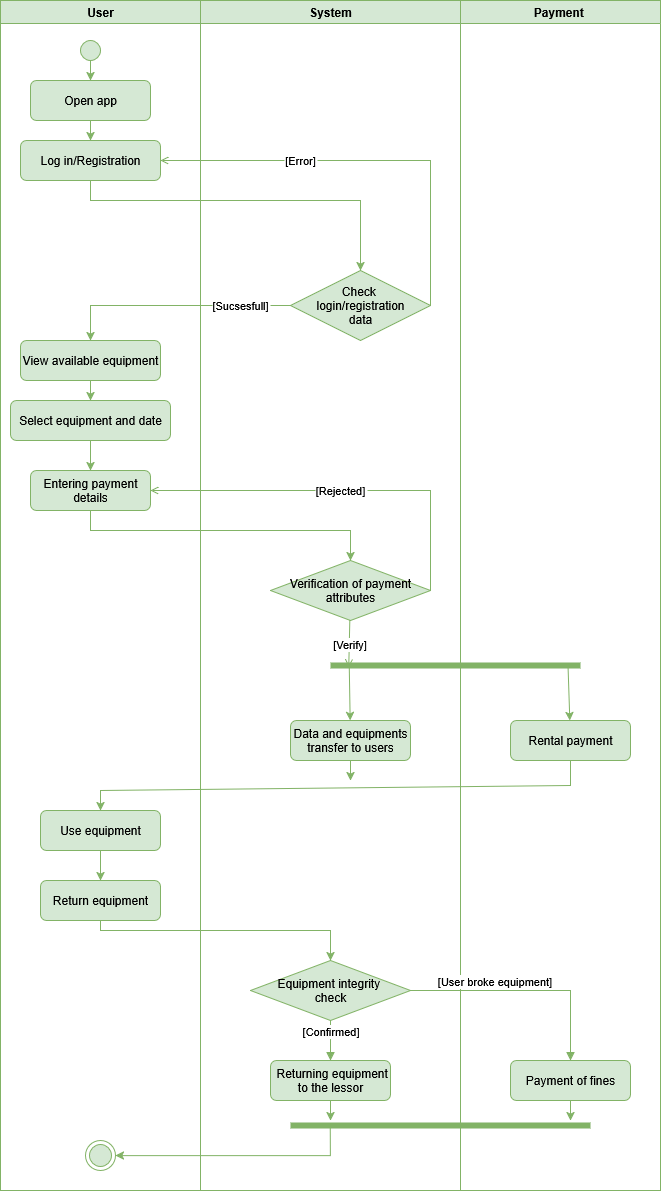 User
System
Payment
Open app
Log in/Registration
[Error]
Check
login/registration
data
[Sucsesfull]
View available equipment
Select equipment and date
Entering payment
details
[Rejected]
Verification of payment
attributes
[Verify]
Data and equipments
transfer to users
Rental payment
Use equipment
Return equipment
Equipment integrity
check
[User broke equipment]
[Confirmed]
Returning equipment
to the lessor
Payment of fines